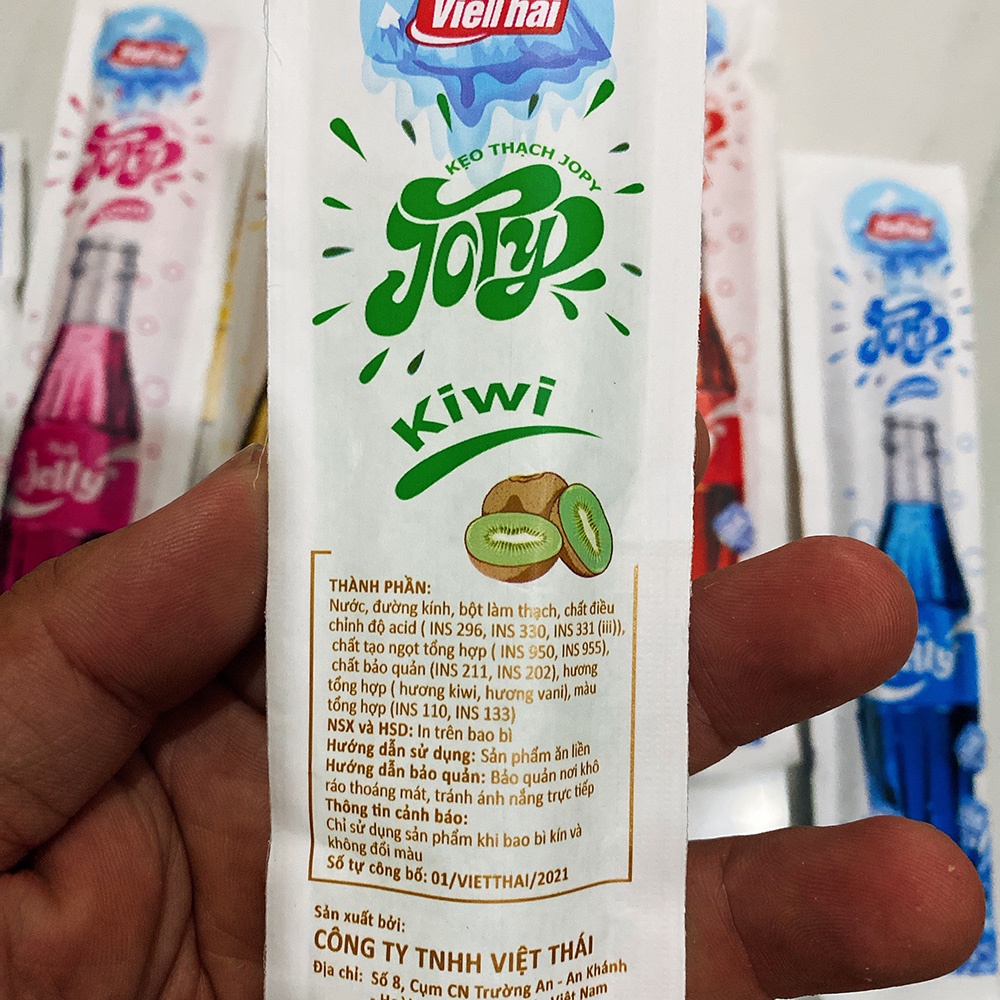 VietThai
KẸO THẠCH JOPY
JOPY
Kiwi
THÀNH PHẦN:
Nước, đường kính, bột làm thạch, chất điều
chỉnh độ acid ( INS 296, INS 330, INS 331 (iii)),
chất tạo ngọt tổng hợp ( INS 950, INS 955),
chất bảo quản (INS 211, INS 202), hương
tổng hợp ( hương kiwi, hương vani), màu
tổng hợp (INS 110, INS 133)
NSX và HSD: In trên bao bì
Hướng dẫn sử dụng: Sản phẩm ăn liền
Hướng dẫn bảo quản: Bảo quản nơi khô
ráo thoáng mát, tránh ánh nắng trực tiếp
Thông tin cảnh báo:
Chỉ sử dụng sản phẩm khi bao bì kín và
không đổi màu
Số tự công bố: 01/VIETTHAI/2021
Sản xuất bởi:
CÔNG TY TNHH VIỆT THÁI
Địa chỉ: Số 8, Cụm CN Trường An - An Khánh
Việt Nam
JOPY
Jelly
VietThai
JOPY